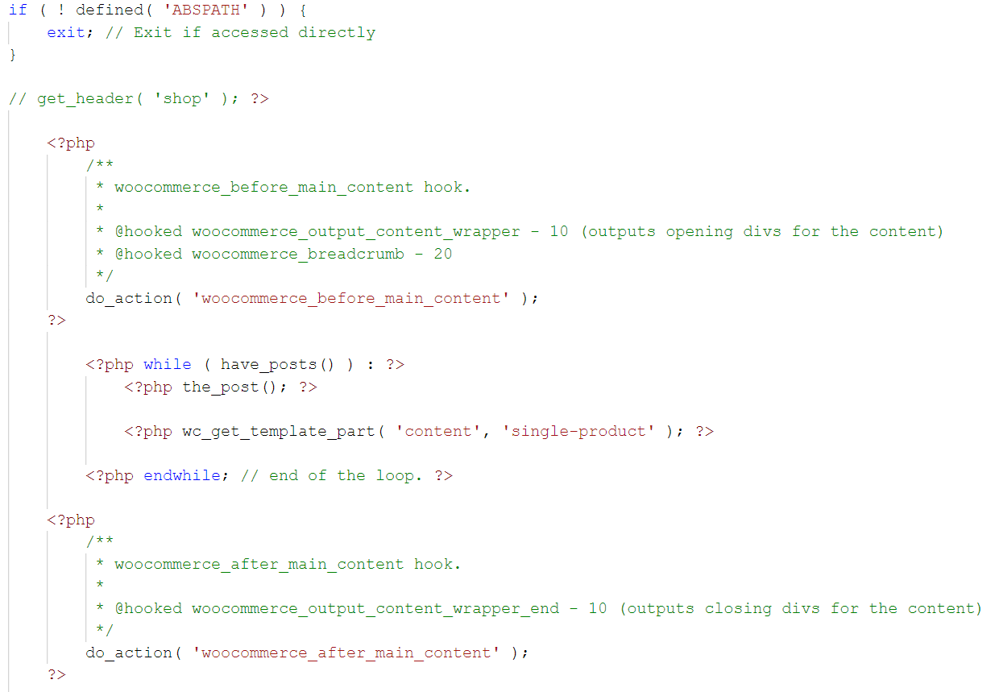 if ( ! defined( 'ABSPATH' ) ) {
    exit; // Exit if accessed directly
}
// get_header( 'shop' ); ?>
    <?php
        /**
         * woocommerce_before_main_content hook.
         *
         * @hooked woocommerce_output_content_wrapper - 10 (outputs opening divs for the content)
         * @hooked woocommerce_breadcrumb - 20
         */
        do_action( 'woocommerce_before_main_content' );
    ?>
        <?php while ( have_posts() ) : ?>
            <?php the_post(); ?>
            <?php wc_get_template_part( 'content', 'single-product' ); ?>
        <?php endwhile; // end of the loop. ?>
    <?php
        /**
         * woocommerce_after_main_content hook.
         *
         * @hooked woocommerce_output_content_wrapper_end - 10 (outputs closing divs for the content)
         */
        do_action( 'woocommerce_after_main_content' );
    ?>